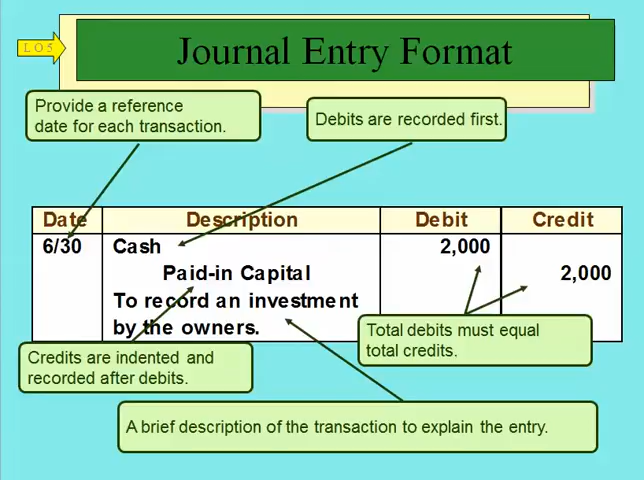 L O 5
Journal Entry Format
Provide a reference
date for each transaction.
Debits are recorded first.
Date Description Debit Credit
6/30 Cash 2,000
Paid-in Capital 2,000
To record an investment
by the owners.
Total debits must equal
total credits.
Credits are indented and
recorded after debits.
A brief description of the transaction to explain the entry.